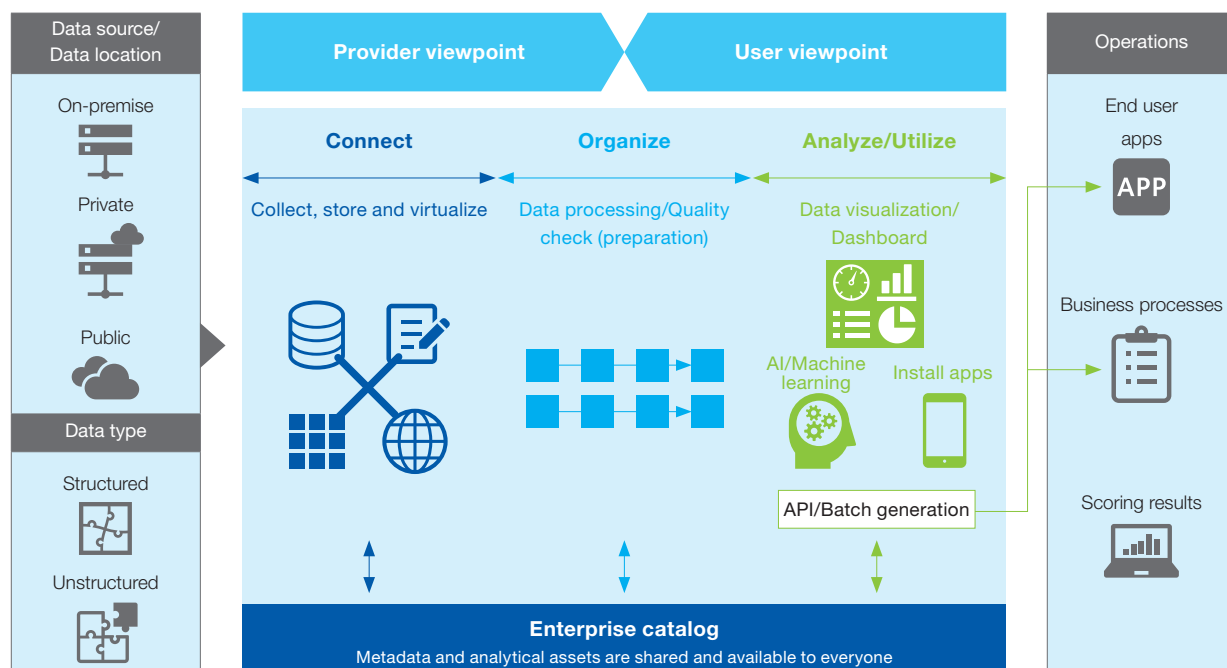 Data source/
Data location
On-premise
Private
Public
Data type
Structured
Unstructured
Provider viewpoint
User viewpoint
Connect
Collect, store and virtualize
Organize
Data processing/Quality
check (preparation)
Analyze/Utilize
Data visualization/
Dashboard
AI/Machine
learning
Install apps
API/Batch generation
Enterprise catalog
Metadata and analytical assets are shared and available to everyone
Operations
End user
apps
APP
Business processes
Scoring results